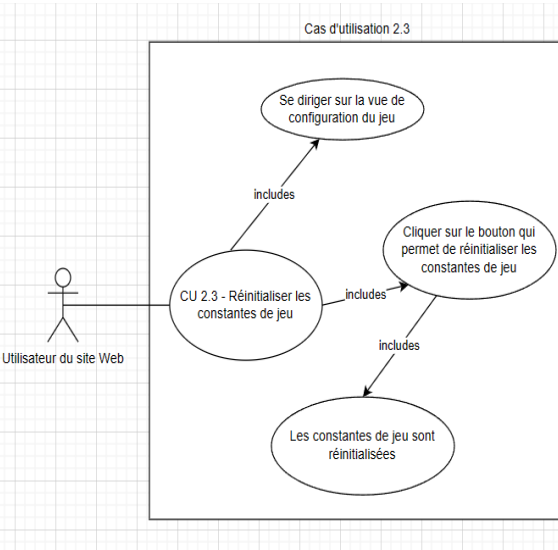 Cas d'utilisation 2.3
Se diriger sur la vue de
configuration du jeu
includes
Cliquer sur le bouton qui
permet de réinitialiser les
constantes de jeu
CU 2.3 - Réinitialiser les
constantes de jeu
includes
Utilisateur du site Web
includes
Les constantes de jeu sont
réinitialisées